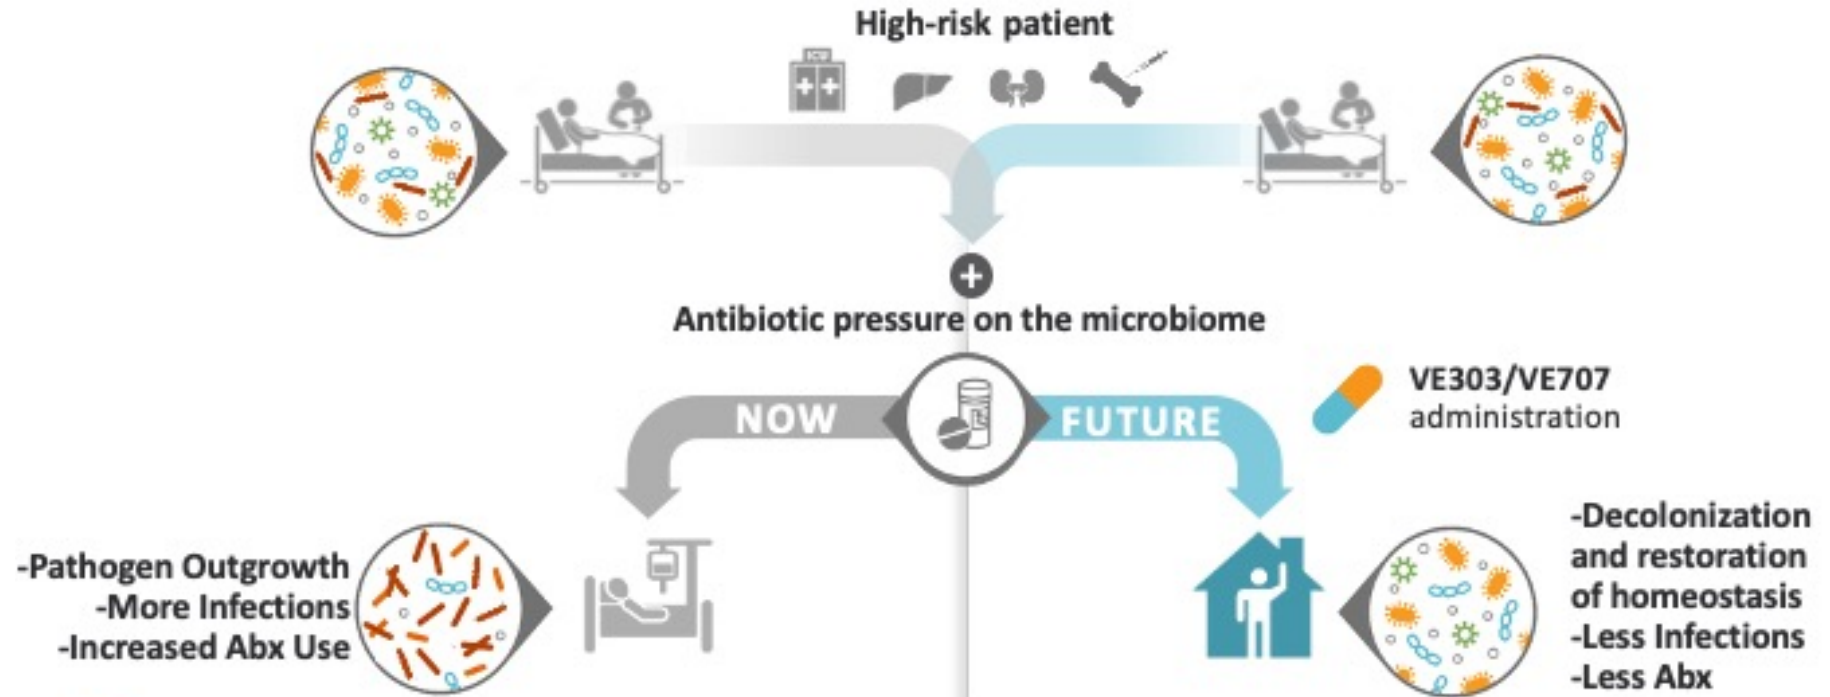 High-risk patient
ICU
Antibiotic pressure on the microbiome
NOW
FUTURE
VE303/VE707
administration
-Pathogen Outgrowth
-More Infections
-Increased Abx Use
-Decolonization
and restoration
of homeostasis
-Less Infections
-Less Abx